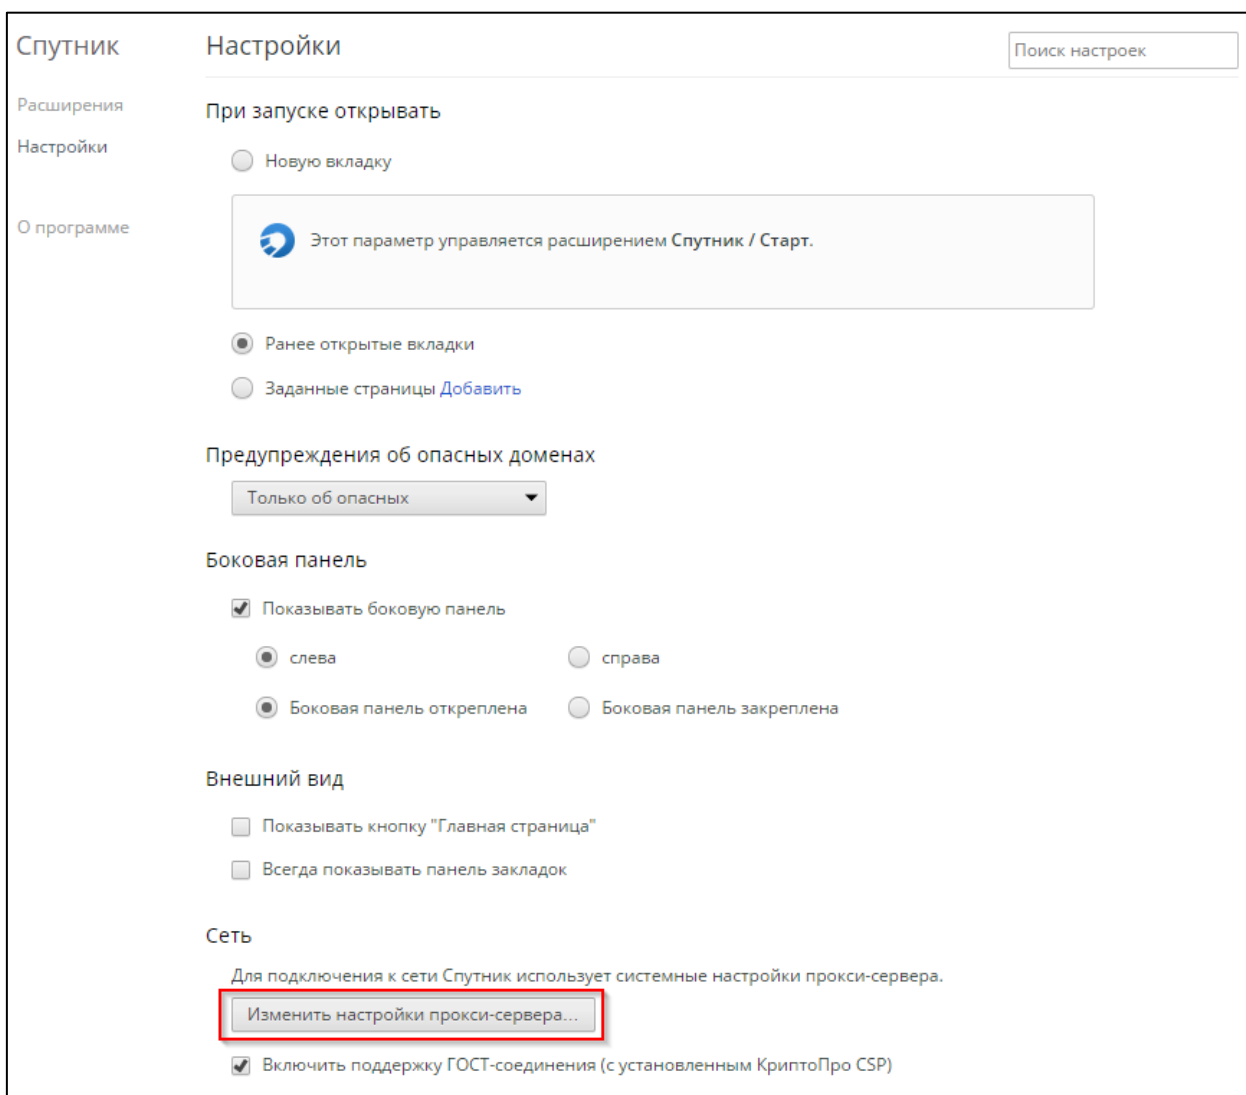 Спутник
Настройки
Поиск настроек
Расширения
Настройки
О программе
При запуске открывать
Новую вкладку
Этот параметр управляется расширением Спутник / Старт.
Ранее открытые вкладки
Заданные страницы Добавить
Предупреждения об опасных доменах
Только об опасных
Боковая панель
Показывать боковую панель
слева
справа
Боковая панель откреплена
Боковая панель закреплена
Внешний вид
Показывать кнопку "Главная страница"
Всегда показывать панель закладок
Сеть
Для подключения к сети Спутник использует системные настройки прокси-сервера.
Изменить настройки прокси-сервера...
Включить поддержку ГОСТ-соединения (с установленным КриптоПро CSP)